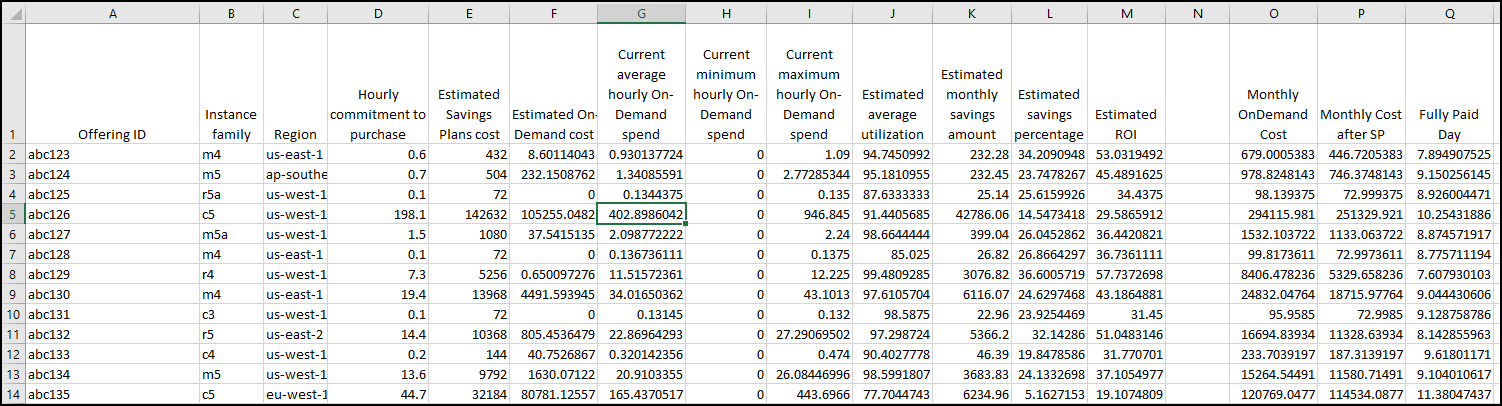 A B C D E F G H I J K L M N O P Q
1 Offering ID Instance family Region Hourly commitment to purchase Estimated Savings Plans cost Estimated On-Demand cost Current average hourly On-Demand spend Current minimum hourly On-Demand spend Current maximum hourly On-Demand spend Estimated average utilization Estimated monthly savings amount Estimated savings percentage Estimated ROI Monthly OnDemand Cost Monthly Cost after SP Fully Paid Day
2 abc123 m4 us-east-1 0.6 432 8.60114043 0.930137724 0 1.09 94.7450992 232.28 34.2090948 53.0319492 679.0005383 446.7205383 7.894907525
3 abc124 m5 ap-southe 0.7 504 232.1508762 1.34085591 0 2.77285344 95.1810955 232.45 23.7478267 45.4891625 978.8248143 746.3748143 9.150256145
4 abc125 r5a us-west-1 0.1 72 0 0.1344375 0 0.135 87.6333333 25.14 25.6159926 34.4375 98.139375 72.999375 8.926004471
5 abc126 c5 us-west-1 198.1 142632 105255.0482 402.8986042 0 946.845 91.4405685 42786.06 14.5473418 29.5865912 294115.981 251329.921 10.25431886
6 abc127 m5a us-west-1 1.5 1080 37.5415135 2.098772222 0 2.24 98.6644444 399.04 26.0452862 36.4420821 1532.103722 1133.063722 8.874571917
7 abc128 m4 us-east-1 0.1 72 0 0.136736111 0 0.1375 85.025 26.82 26.8664297 36.7361111 99.8173611 72.9973611 8.775711194
8 abc129 r4 us-west-1 7.3 5256 0.650097276 11.51572361 0 12.225 99.4809285 3076.82 36.6005719 57.7372698 8406.478236 5329.658236 7.607930103
9 abc130 m4 us-east-1 19.4 13968 4491.593945 34.01650362 0 43.1013 97.6105704 6116.07 24.6297468 43.1864881 24832.04764 18715.97764 9.044430606
10 abc131 c3 us-west-1 0.1 72 0 0.13145 0 0.132 98.5875 22.96 23.9254469 31.45 95.9585 72.9985 9.128758786
11 abc132 r5 us-east-2 14.4 10368 805.4536479 22.86964293 0 27.29069502 97.298724 5366.2 32.14286 51.0483146 16694.83934 11328.63934 8.142855963
12 abc133 c4 us-west-1 0.2 144 40.7526867 0.320142356 0 0.474 90.4027778 46.39 19.8478586 31.770701 233.7039197 187.3139197 9.61801171
13 abc134 m5 us-west-1 13.6 9792 1630.07122 20.9103355 0 26.08446996 98.5991807 3683.83 24.1332698 37.1054977 15264.54491 11580.71491 9.104010617
14 abc135 c5 eu-west-1 44.7 32184 80781.12557 165.4370517 0 443.6966 77.7044743 6234.96 5.1627153 19.1074809 120769.0477 114534.0877 11.38047437